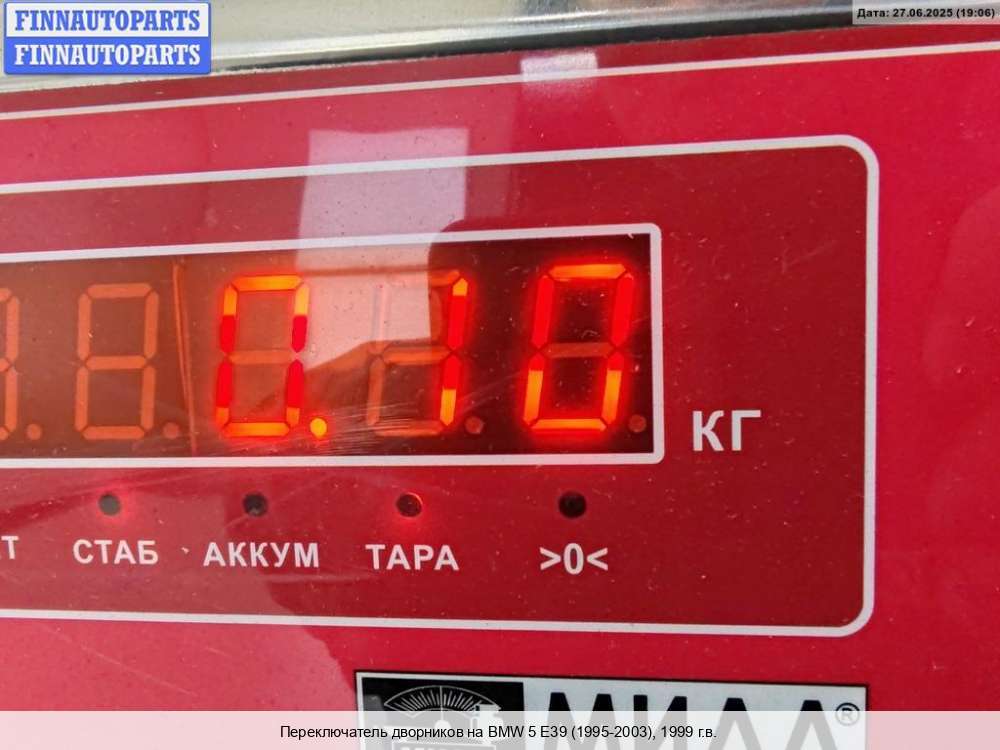 FINNAUTOPARTS
FINNAUTOPARTS
Дата: 27.06.2025 (19:06)
0.10
КГ
СТАБ АККУМ ТАРА >0<
®
Переключатель дворников на BMW 5 E39 (1995-2003), 1999 г.в.